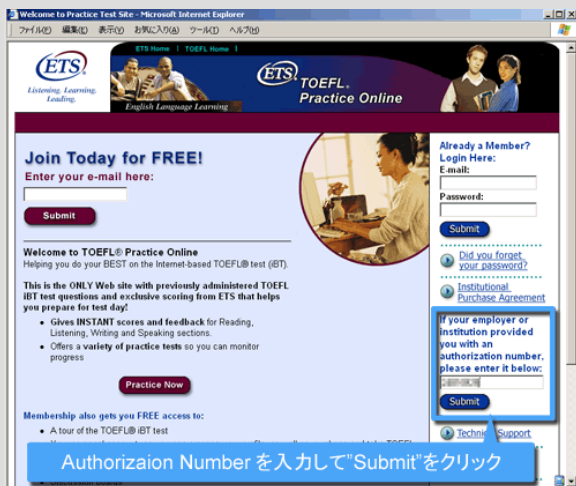 Welcome to Practice Test Site - Microsoft Internet Explorer
ファイル(F) 編集(E) 表示(V) お気に入り(A) ツール(T) ヘルプ(H)
ETS Home | TOEFL Home |
ETS
Listening. Learning.
Leading.
English Language Learning
ETS TOEFL®
Practice Online
Join Today for FREE!
Enter your e-mail here:
Submit
Welcome to TOEFL® Practice Online
Helping you do your BEST on the Internet-based TOEFL® test (iBT).
This is the ONLY Web site with previously administered TOEFL
iBT test questions and exclusive scoring from ETS that helps
you prepare for test day!
• Gives INSTANT scores and feedback for Reading,
Listening, Writing and Speaking sections.
• Offers a variety of practice tests so you can monitor
progress
Practice Now
Membership also gets you FREE access to:
• A tour of the TOEFL® iBT test
Already a Member?
Login Here:
E-mail:
Password:
Submit
Did you forget
your password?
Institutional
Purchase Agreement
If your employer or
institution provided
you with an
authorization number,
please enter it below:
Submit
Support
Authorizaion Number を入力して"Submit"をクリック